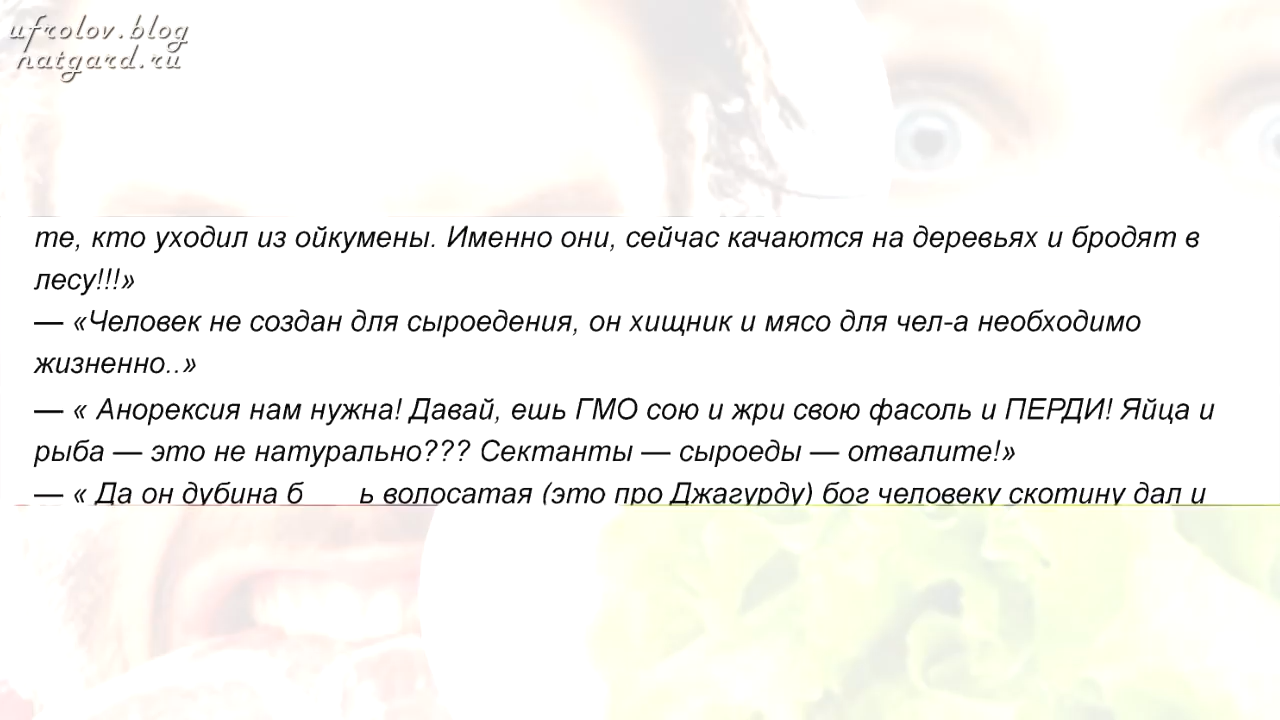 ufrolov.blog
natgard.ru
те, кто уходил из ойкумены. Именно они, сейчас качаются на деревьях и бродят в
лесу!!!»
— «Человек не создан для сыроедения, он хищник и мясо для чел-а необходимо
жизненно..»
— « Анорексия нам нужна! Давай, ешь ГМО сою и жри свою фасоль и ПЕРДИ! Яйца и
рыба — это не натурально??? Сектанты — сыроеды — отвалите!»
— « Да он дубина б ь волосатая (это про Джагурду) бог человеку скотину дал и